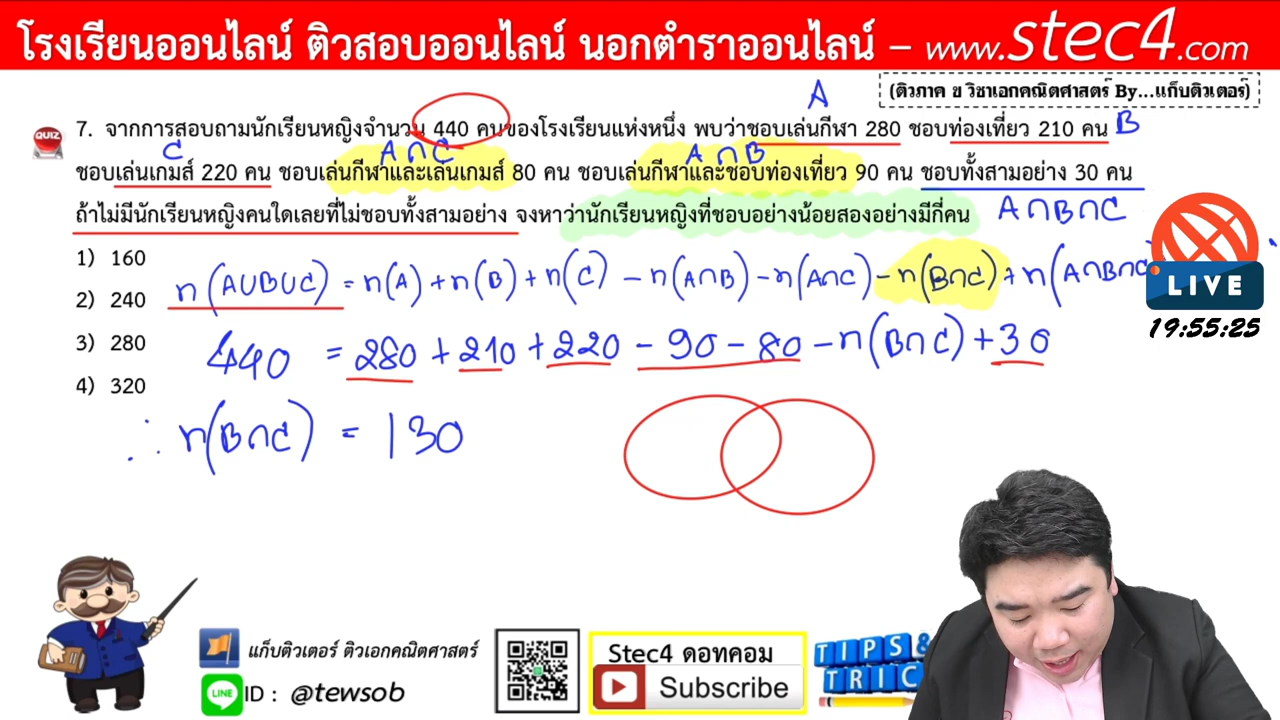 โรงเรียนออนไลน์ ติวสอบออนไลน์ นอกตำราออนไลน์ – www.stec4.com
(ติวภาค ข วิชาเอกคณิตศาสตร์ By...แก็บติวเตอร์)
A
QUIZ
7. จากการสอบถามนักเรียนหญิงจำนวน 440 คนของโรงเรียนแห่งหนึ่ง พบว่าชอบเล่นกีฬา 280 ชอบท่องเที่ยว 210 คน B
C A∩C A∩B
ชอบเล่นเกมส์ 220 คน ชอบเล่นกีฬาและเล่นเกมส์ 80 คน ชอบเล่นกีฬาและชอบท่องเที่ยว 90 คน ชอบทั้งสามอย่าง 30 คน
ถ้าไม่มีนักเรียนหญิงคนใดเลยที่ไม่ชอบทั้งสามอย่าง จงหาว่านักเรียนหญิงที่ชอบอย่างน้อยสองอย่างมีกี่คน A∩B∩C
1) 160
n(A∪B∪C) = n(A) + n(B) + n(C) − n(A∩B) − n(A∩C) − n(B∩C) + n(A∩B∩C
2) 240
LIVE
19:55:25
3) 280
440 = 280 + 210 + 220 − 90 − 80 − n(B∩C) + 30
4) 320
∴ n(B∩C) = 130
แก็บติวเตอร์ ติวเอกคณิตศาสตร์
LINE ID : @tewsob
Stec4 ดอทคอม
Subscribe
TIPS &
TRIC